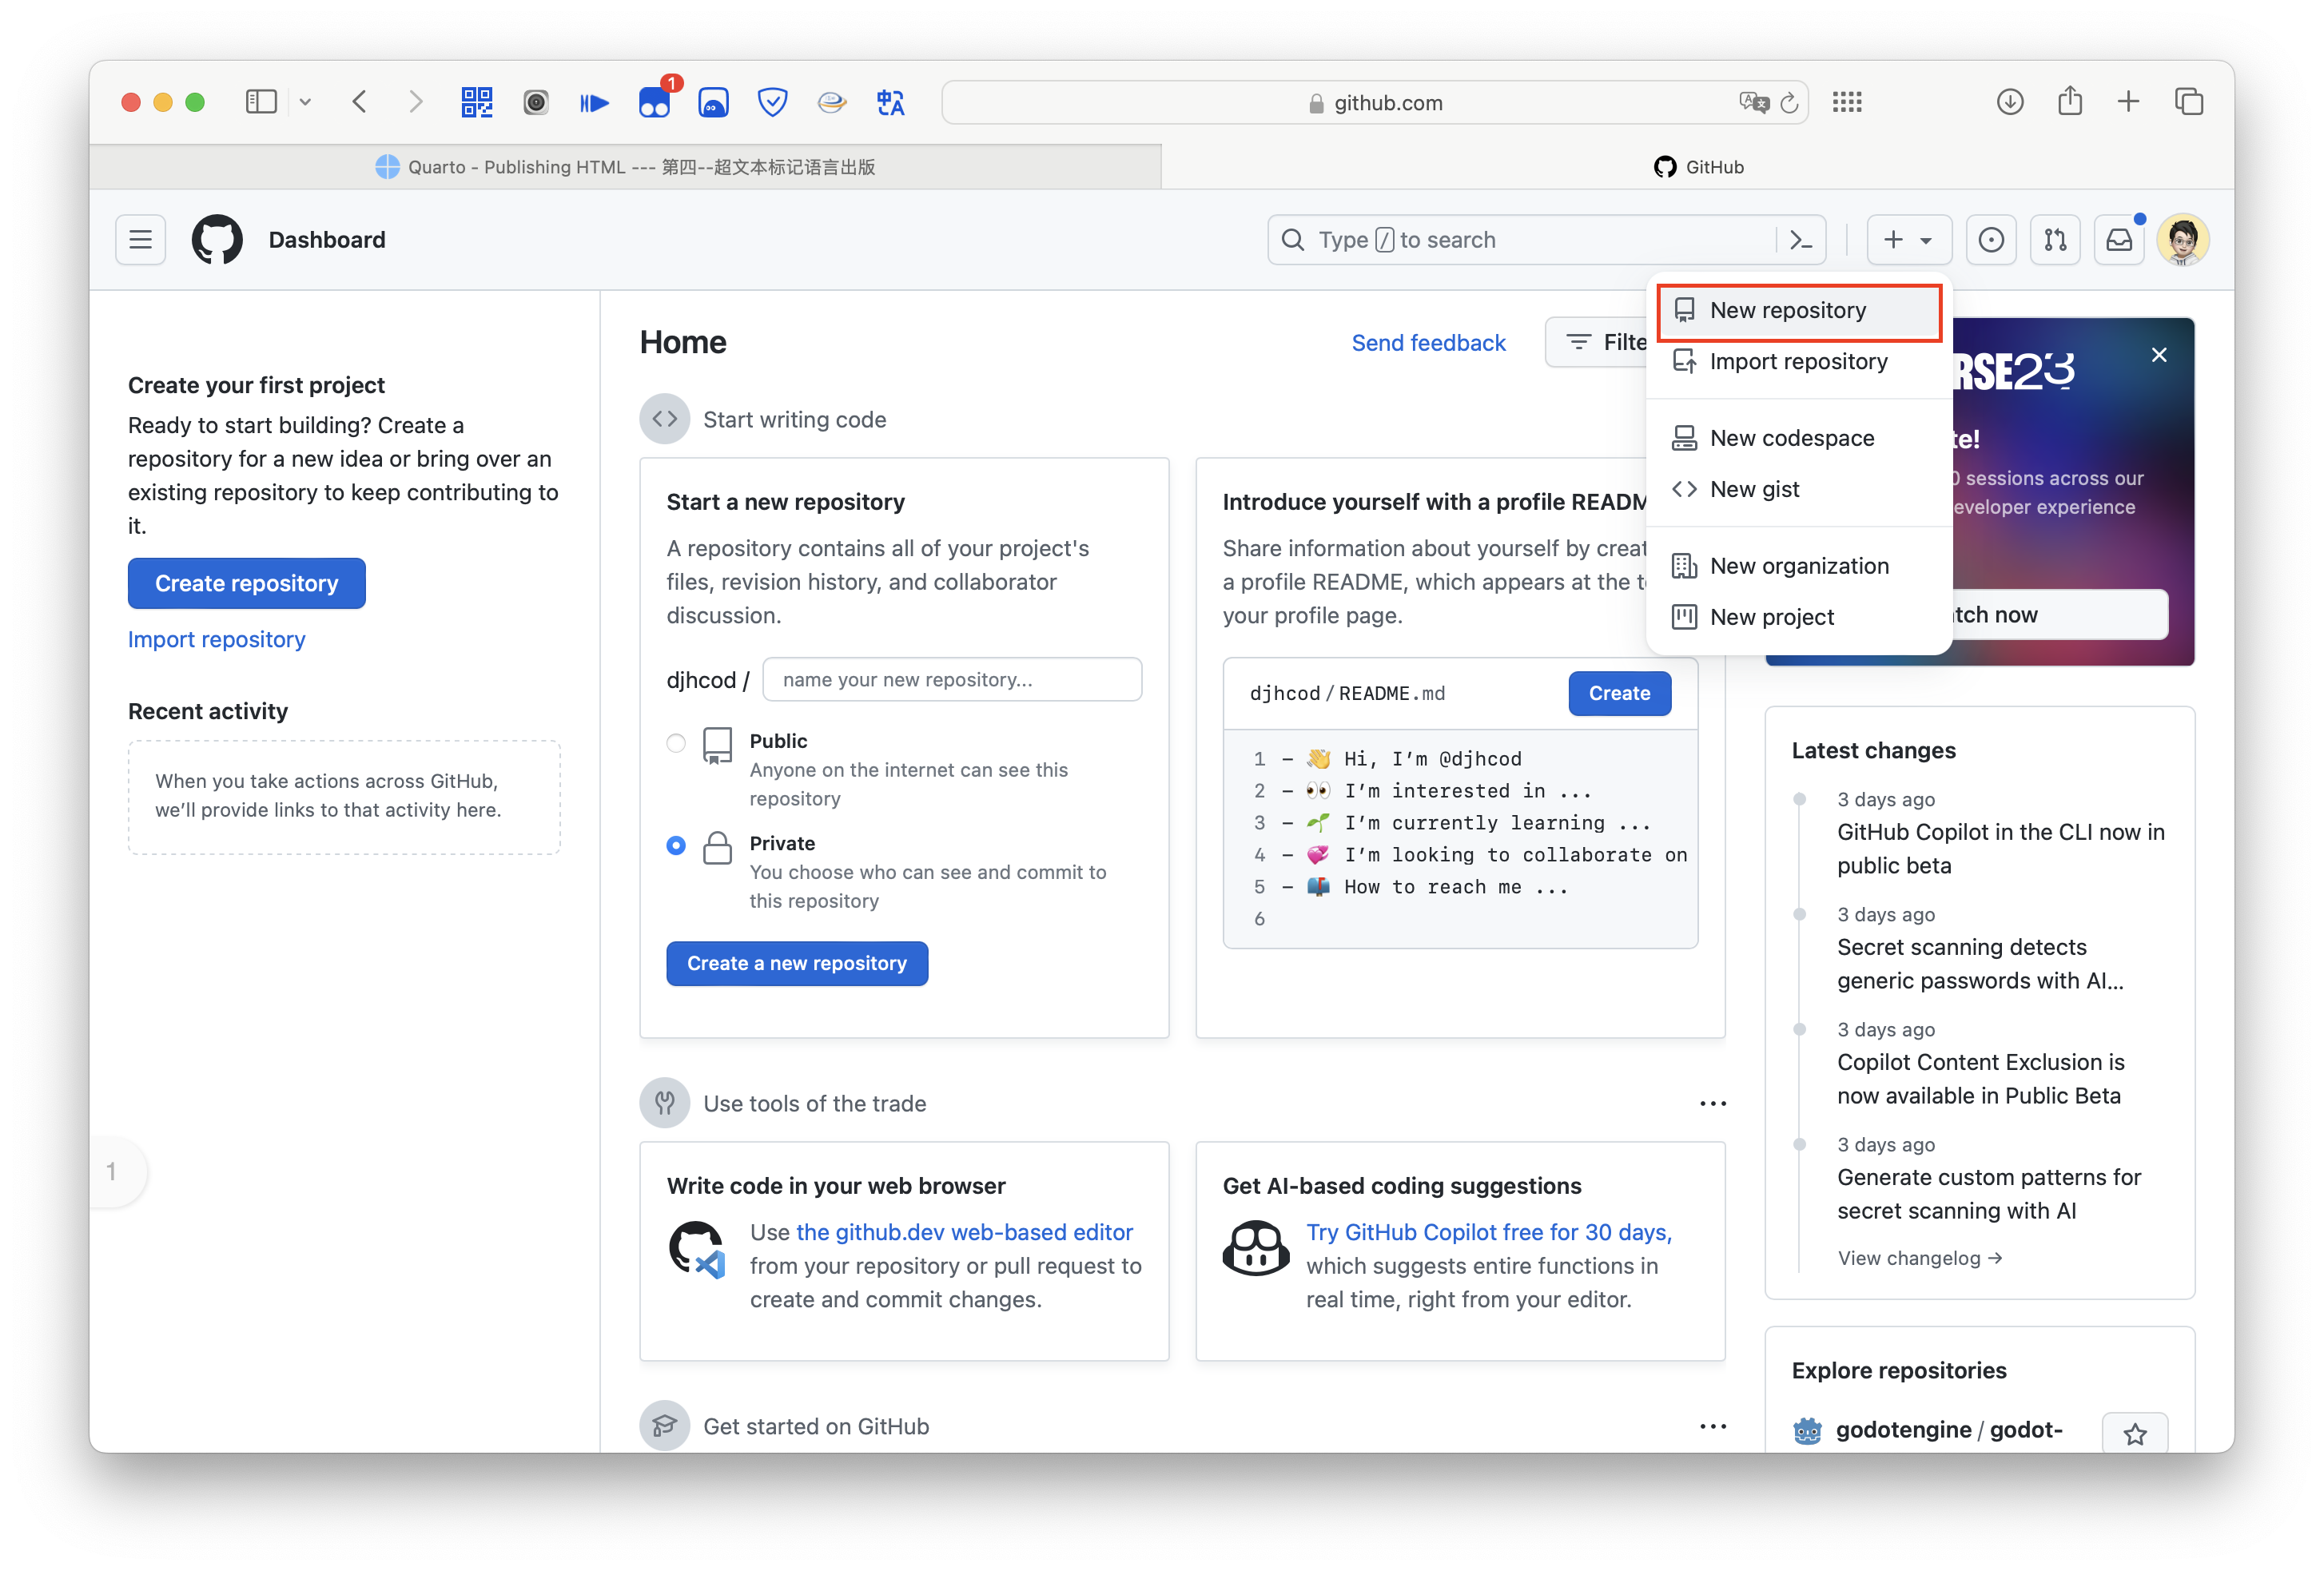 1
github.com
Quarto - Publishing HTML --- 第四--超文本标记语言出版
GitHub
Dashboard
Type / to search
New repository
Import repository
New codespace
New gist
New organization
New project
Create your first project
Ready to start building? Create a
repository for a new idea or bring over an
existing repository to keep contributing to
it.
Create repository
Import repository
Recent activity
When you take actions across GitHub,
we’ll provide links to that activity here.
1
Home
Send feedback
Start writing code
Start a new repository
A repository contains all of your project's
files, revision history, and collaborator
discussion.
djhcod /
name your new repository...
Public
Anyone on the internet can see this
repository
Private
You choose who can see and commit to
this repository
Create a new repository
Introduce yourself with a profile
Share information about yourself by
a profile README, which appears at the
your profile page.
djhcod / README.md
Create
1 - 👋 Hi, I’m @djhcod
2 - 👀 I’m interested in ...
3 - 🌱 I’m currently learning ...
4 - 💞️ I’m looking to collaborate on
5 - 📫 How to reach me ...
6
Use tools of the trade
Write code in your web browser
Use the github.dev web-based editor
from your repository or pull request to
create and commit changes.
Get AI-based coding suggestions
Try GitHub Copilot free for 30 days,
which suggests entire functions in
real time, right from your editor.
Get started on GitHub
RSE23
te!
sessions across our
eveloper experience
tch now
Latest changes
3 days ago
GitHub Copilot in the CLI now in
public beta
3 days ago
Secret scanning detects
generic passwords with AI...
3 days ago
Copilot Content Exclusion is
now available in Public Beta
3 days ago
Generate custom patterns for
secret scanning with AI
View changelog →
Explore repositories
godotengine / godot-